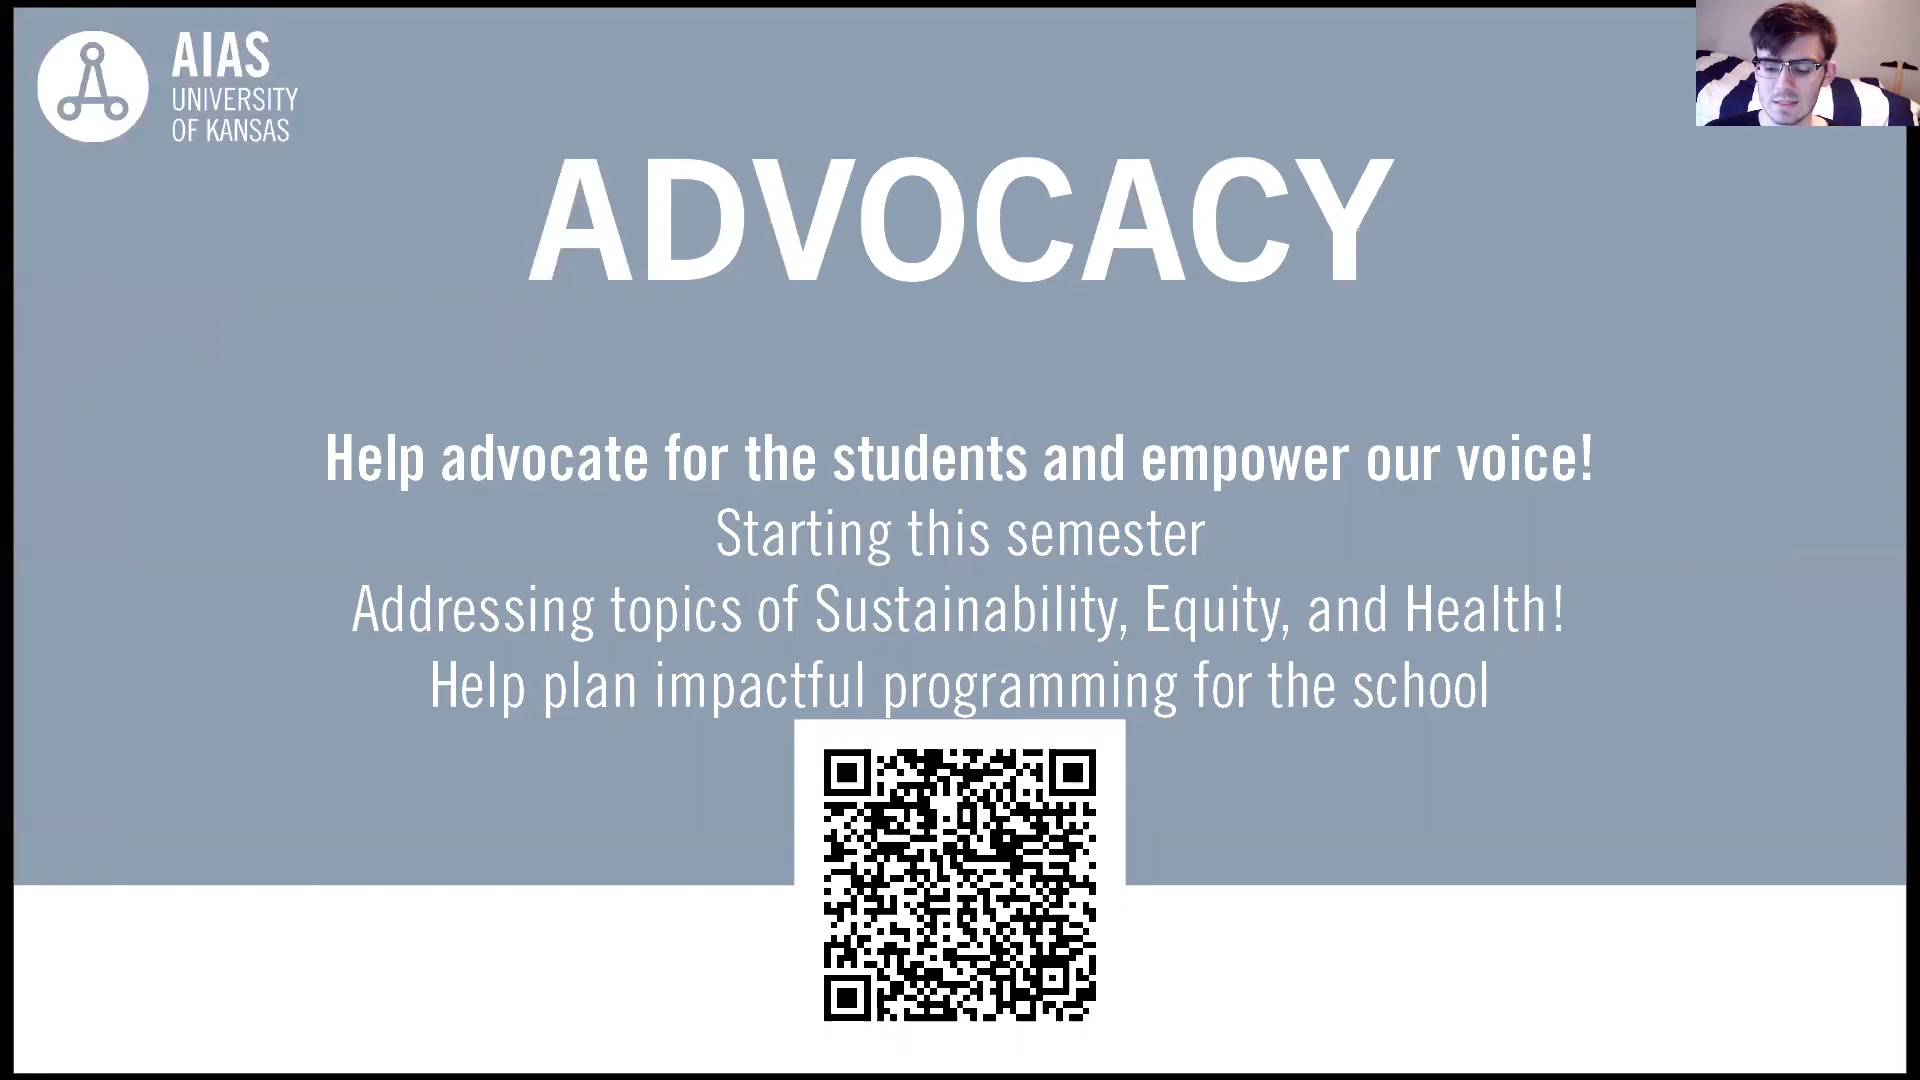 AIAS
UNIVERSITY
OF KANSAS
ADVOCACY
Help advocate for the students and empower our voice!
Starting this semester
Addressing topics of Sustainability, Equity, and Health!
Help plan impactful programming for the school